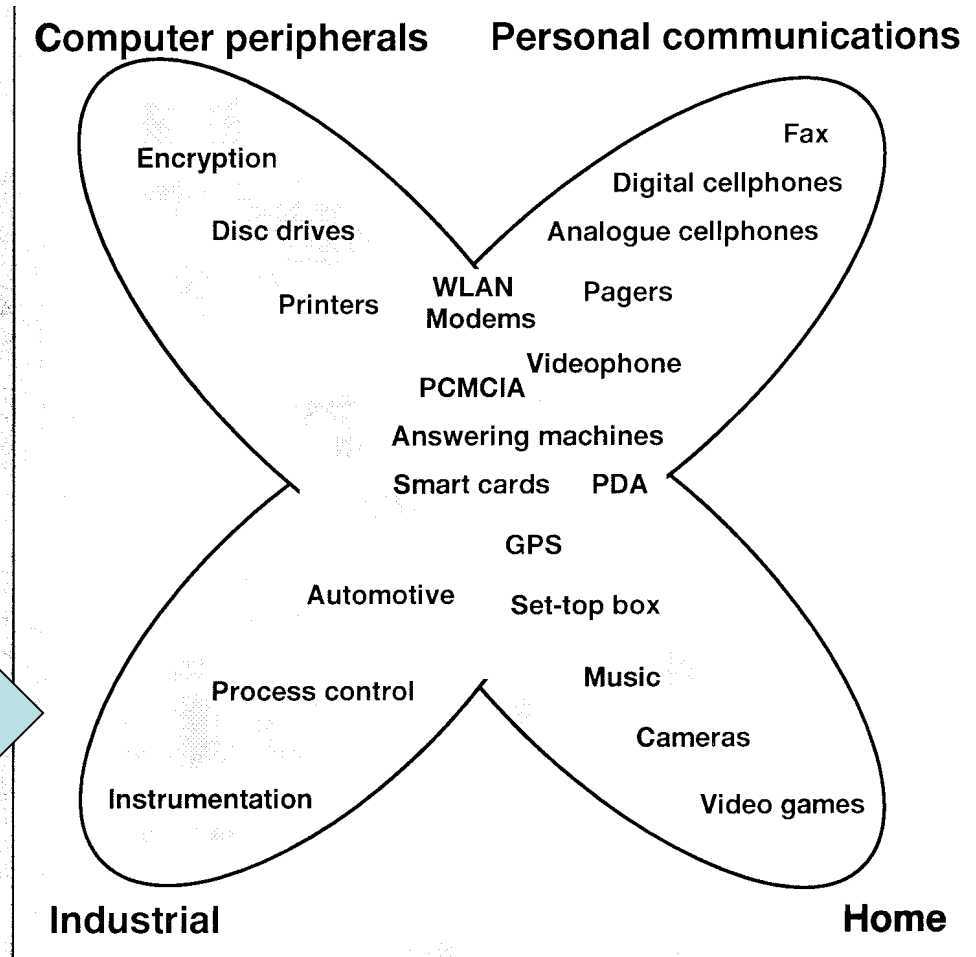 Computer peripherals Personal communications
Fax
Encryption
Digital cellphones
Disc drives
Analogue cellphones
WLAN
Modems
Printers
Pagers
Videophone
PCMCIA
Answering machines
Smart cards PDA
GPS
Automotive
Set-top box
Music
Process control
Cameras
Instrumentation
Video games
Industrial
Home